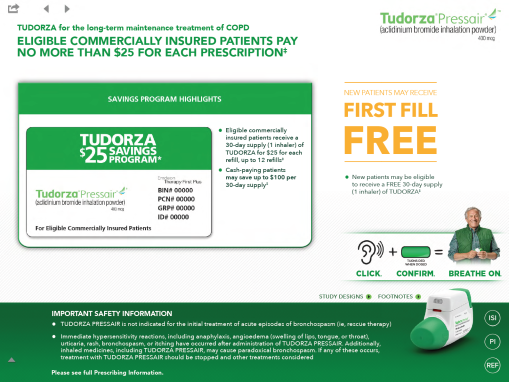 TUDORZA for the long-term maintenance treatment of COPD
ELIGIBLE COMMERCIALLY INSURED PATIENTS PAY
NO MORE THAN $25 FOR EACH PRESCRIPTION‡
Tudorza® Pressair®
(aclidinium bromide inhalation powder)
400 mcg
SAVINGS PROGRAM HIGHLIGHTS
TUDORZA
$25 SAVINGS
PROGRAM*
Tudorza® Pressair®
(aclidinium bromide inhalation powder)
400 mcg
Therapy First Plus
BIN# 00000
PCN# 00000
GRP# 00000
ID# 00000
For Eligible Commercially Insured Patients
• Eligible commercially
insured patients receive a
30-day supply (1 inhaler) of
TUDORZA for $25 for each
refill, up to 12 refills
• Cash-paying patients
may save up to $100 per
30-day supply
NEW PATIENTS MAY RECEIVE
FIRST FILL
FREE
• New patients may be eligible
to receive a FREE 30-day supply
(1 inhaler) of TUDORZA
CLICK. CONFIRM. BREATHE ON.
STUDY DESIGNS FOOTNOTES
IMPORTANT SAFETY INFORMATION
• TUDORZA PRESSAIR is not indicated for the initial treatment of acute episodes of bronchospasm (ie, rescue therapy)
• Immediate hypersensitivity reactions, including anaphylaxis, angioedema (swelling of lips, tongue, or throat),
urticaria, rash, bronchospasm, or itching have occurred after administration of TUDORZA PRESSAIR. Additionally,
inhaled medicines, including TUDORZA PRESSAIR, may cause paradoxical bronchospasm. If any of these occurs,
treatment with TUDORZA PRESSAIR should be stopped and other treatments considered
Please see full Prescribing Information.
ISI
PI
REF